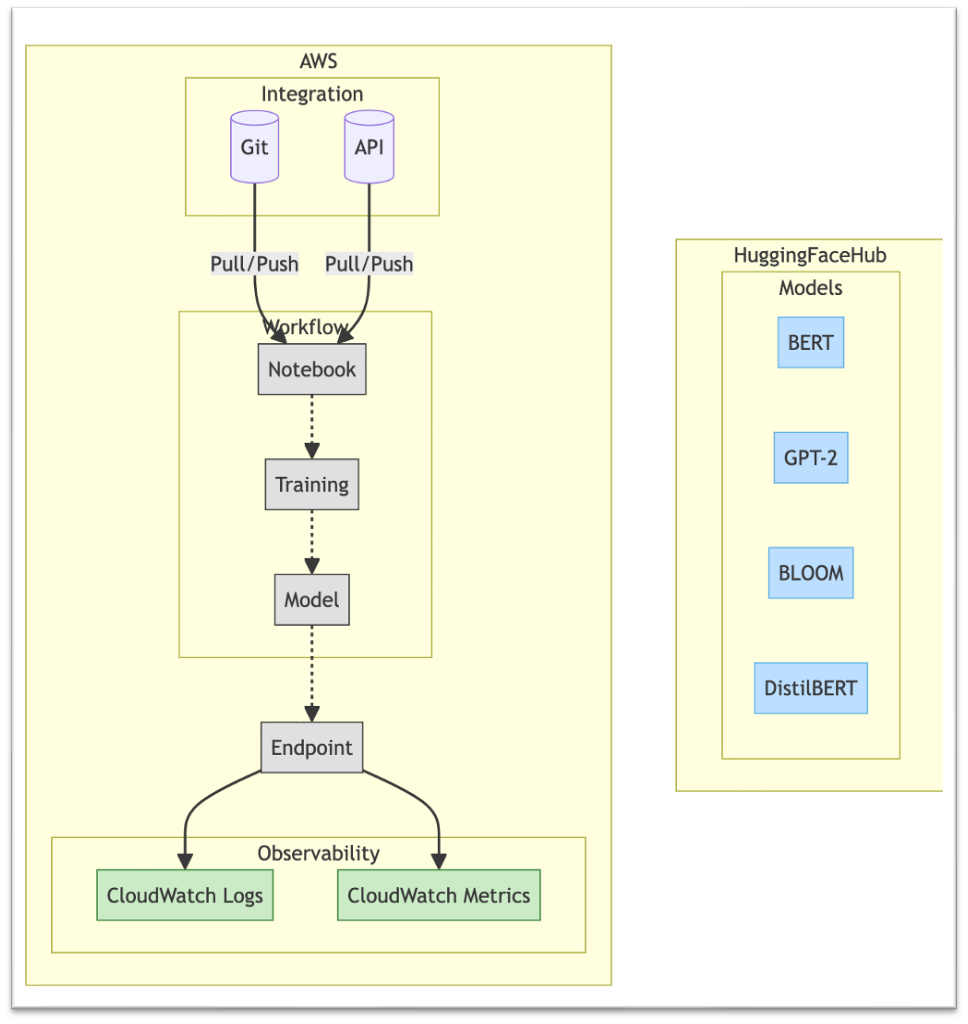 AWS
Integration
Git
API
Pull/Push
Pull/Push
Workflow
Notebook
Training
Model
Endpoint
Observability
CloudWatch Logs
CloudWatch Metrics
HuggingFaceHub
Models
BERT
GPT-2
BLOOM
DistilBERT